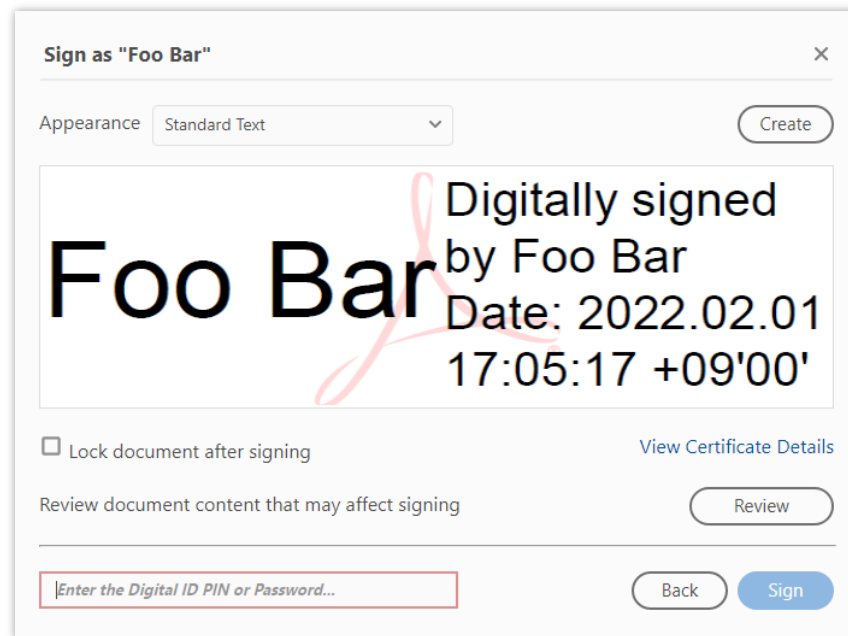 Sign as "Foo Bar"
Appearance Standard Text Create
Foo Bar
Digitally signed
by Foo Bar
Date: 2022.02.01
17:05:17 +09'00'
Lock document after signing View Certificate Details
Review document content that may affect signing Review
Enter the Digital ID PIN or Password... Back Sign